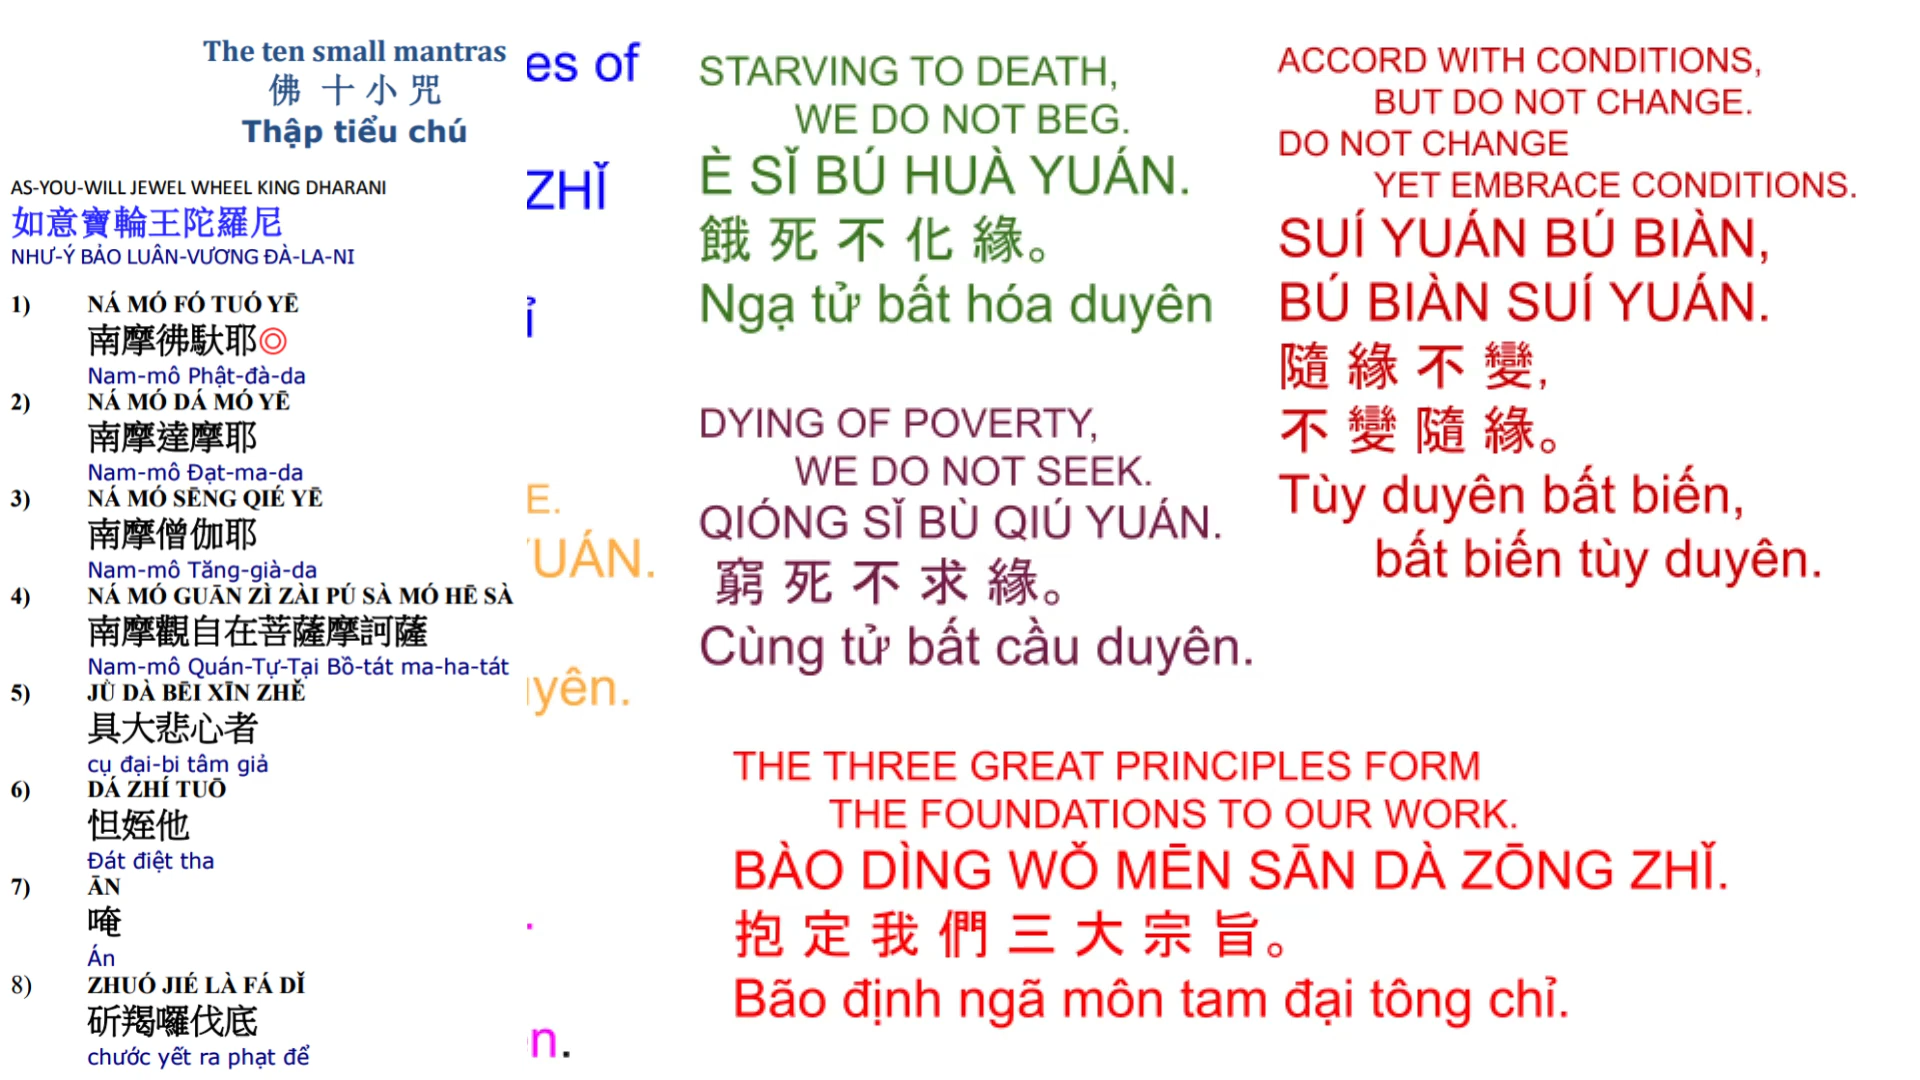 The ten small mantras
佛 十 小 咒
Thập tiểu chú
AS-YOU-WILL JEWEL WHEEL KING DHARANI
如意寶輪王陀羅尼
NHƯ-Ý BẢO LUÂN-VƯƠNG ĐÀ-LA-NI
1) NÁ MÓ FÓ TUÓ YĒ
南摩彿馱耶◎
Nam-mô Phật-đà-da
2) NÁ MÓ DÁ MÓ YĒ
南摩達摩耶
Nam-mô Đạt-ma-da
3) NÁ MÓ SĒNG QIÉ YĒ
南摩僧伽耶
Nam-mô Tăng-già-da
4) NÁ MÓ GUĀN ZÌ ZÀI PÚ SÀ MÓ HĒ SÀ
南摩觀自在菩薩摩訶薩
Nam-mô Quán-Tự-Tại Bồ-tát ma-ha-tát
5) JÙ DÀ BĒI XĪN ZHĚ
具大悲心者
cụ đại-bi tâm giả
6) DÁ ZHÍ TUŌ
怛姪他
Đát điệt tha
7) ĀN
唵
Án
8) ZHUÓ JIÉ LÀ FÁ DǏ
斫羯囉伐底
chước yết ra phạt để
es of
ZHǏ
E.
UÁN.
yên.
n.
STARVING TO DEATH,
WE DO NOT BEG.
È SǏ BÚ HUÀ YUÁN.
餓 死 不 化 緣。
Ngạ tử bất hóa duyên
DYING OF POVERTY,
WE DO NOT SEEK.
QIÓNG SǏ BÙ QIÚ YUÁN.
窮 死 不 求 緣。
Cùng tử bất cầu duyên.
ACCORD WITH CONDITIONS,
BUT DO NOT CHANGE.
DO NOT CHANGE
YET EMBRACE CONDITIONS.
SUÍ YUÁN BÚ BIÀN,
BÚ BIÀN SUÍ YUÁN.
隨 緣 不 變,
不 變 隨 緣。
Tùy duyên bất biến,
bất biến tùy duyên.
THE THREE GREAT PRINCIPLES FORM
THE FOUNDATIONS TO OUR WORK.
BÀO DÌNG WǑ MĒN SĀN DÀ ZŌNG ZHǏ.
抱 定 我 們 三 大 宗 旨。
Bão định ngã môn tam đại tông chỉ.